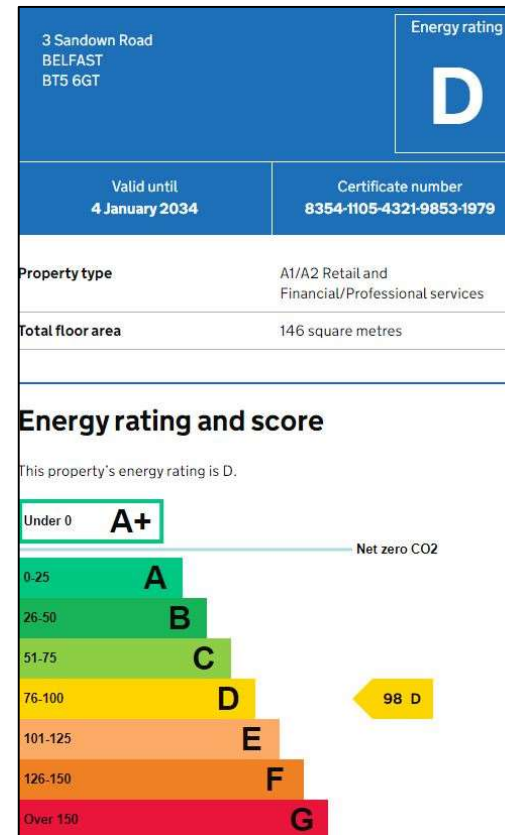 3 Sandown Road
BELFAST
BT5 6GT
Energy rating
D
Valid until
4 January 2034
Certificate number
8354-1105-4321-9853-1979
Property type
A1/A2 Retail and
Financial/Professional services
Total floor area
146 square metres
Energy rating and score
This property's energy rating is D.
Under 0 A+
Net zero CO2
0-25 A
26-50 B
51-75 C
76-100 D
98 D
101-125 E
126-150 F
Over 150 G